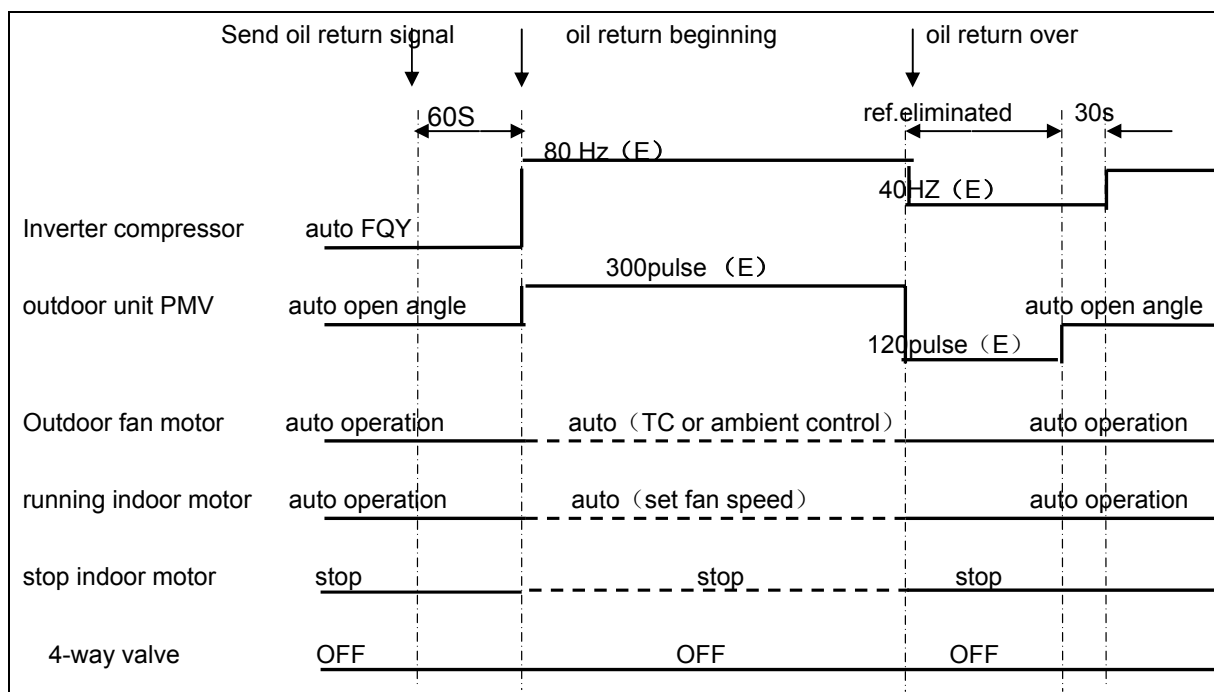 Send oil return signal oil return beginning oil return over
60S ref.eliminated 30s
80 Hz（E）
40HZ（E）
Inverter compressor auto FQY
300pulse （E）
outdoor unit PMV auto open angle auto open angle
120pulse（E）
Outdoor fan motor auto operation auto（TC or ambient control） auto operation
running indoor motor auto operation auto（set fan speed） auto operation
stop indoor motor stop stop stop
4-way valve OFF OFF OFF